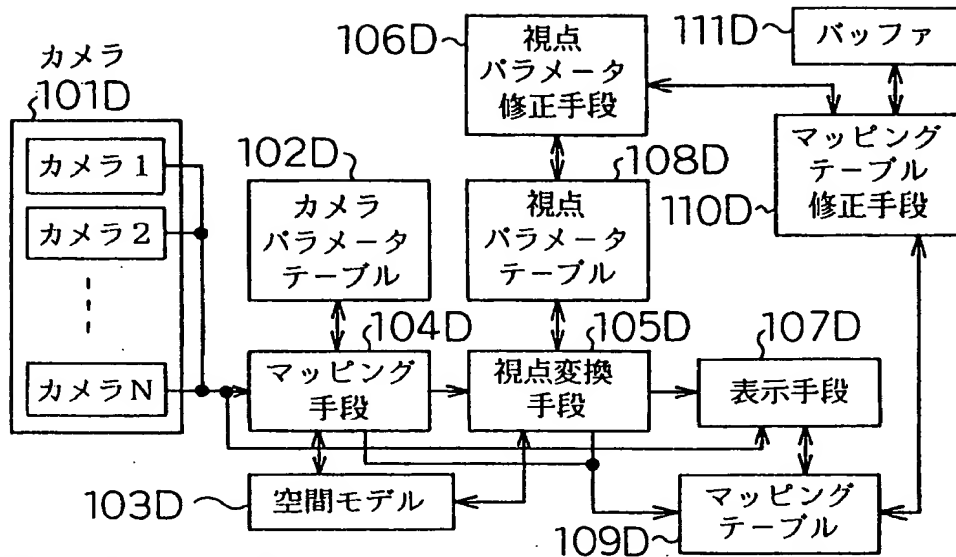 カメラ
101D
カメラ1
カメラ2
カメラN
102D
カメラ
パラメータ
テーブル
106D
視点
パラメータ
修正手段
111D
バッファ
108D
視点
パラメータ
テーブル
110D
マッピング
テーブル
修正手段
104D
マッピング
手段
105D
視点変換
手段
107D
表示手段
103D
空間モデル
109D
マッピング
テーブル